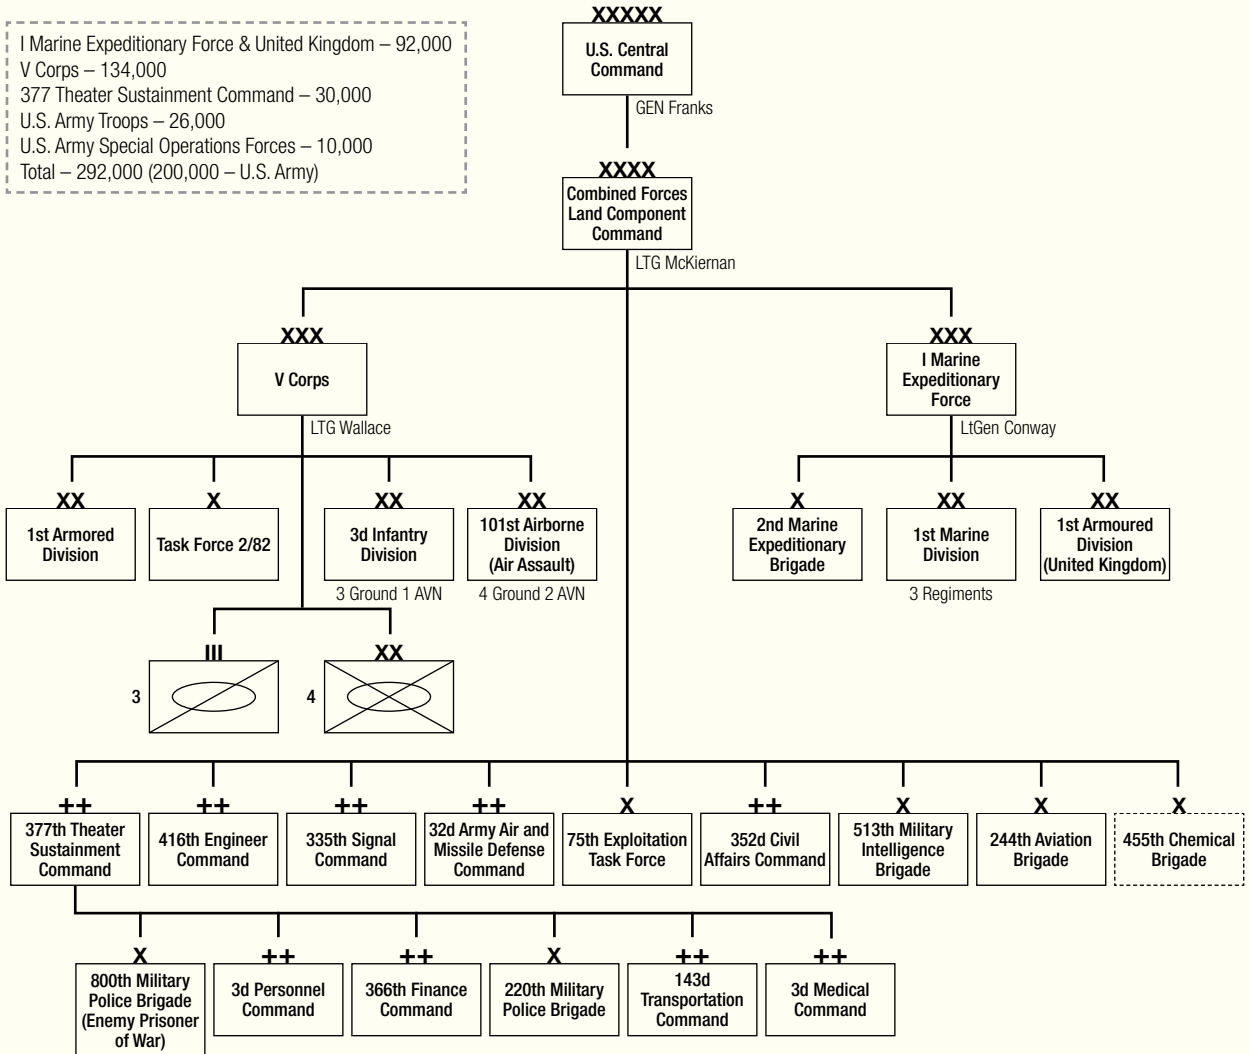 I Marine Expeditionary Force & United Kingdom – 92,000
V Corps – 134,000
377 Theater Sustainment Command – 30,000
U.S. Army Troops – 26,000
U.S. Army Special Operations Forces – 10,000
Total – 292,000 (200,000 – U.S. Army)
XXXXX
U.S. Central
Command
GEN Franks
XXXX
Combined Forces
Land Component
Command
LTG McKiernan
XXX
V Corps
LTG Wallace
XXX
I Marine
Expeditionary
Force
LtGen Conway
XX
1st Armored
Division
X
Task Force 2/82
XX
3d Infantry
Division
3 Ground 1 AVN
XX
101st Airborne
Division
(Air Assault)
4 Ground 2 AVN
X
2nd Marine
Expeditionary
Brigade
XX
1st Marine
Division
3 Regiments
XX
1st Armoured
Division
(United Kingdom)
III
3
XX
4
++
377th Theater
Sustainment
Command
++
416th Engineer
Command
++
335th Signal
Command
++
32d Army Air and
Missile Defense
Command
X
75th Exploitation
Task Force
++
352d Civil
Affairs Command
X
513th Military
Intelligence
Brigade
X
244th Aviation
Brigade
X
455th Chemical
Brigade
X
800th Military
Police Brigade
(Enemy Prisoner
of War)
++
3d Personnel
Command
++
366th Finance
Command
X
220th Military
Police Brigade
++
143d
Transportation
Command
++
3d Medical
Command